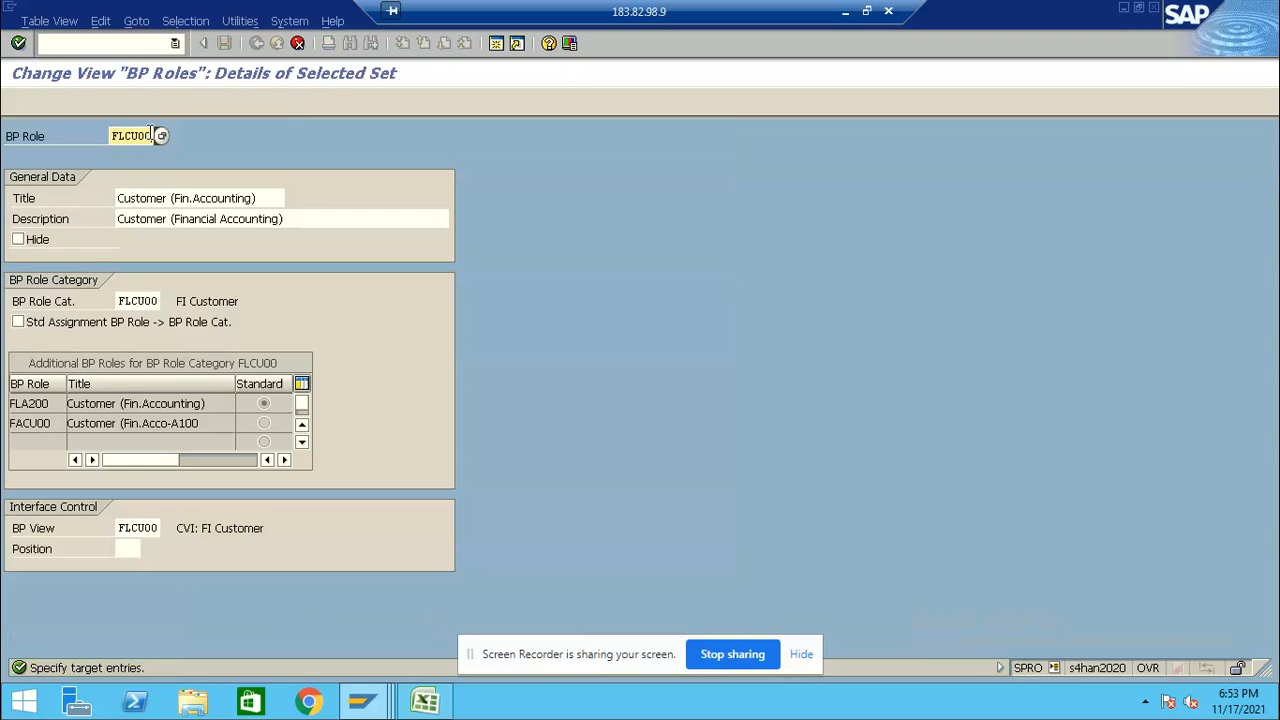 183.82.98.9
Table View Edit Goto Selection Utilities System Help
SAP
Change View "BP Roles": Details of Selected Set
BP Role FLCU00
General Data
Title Customer (Fin.Accounting)
Description Customer (Financial Accounting)
Hide
BP Role Category
BP Role Cat. FLCU00 FI Customer
Std Assignment BP Role -> BP Role Cat.
Additional BP Roles for BP Role Category FLCU00
BP Role Title Standard
FLA200 Customer (Fin.Accounting)
FACU00 Customer (Fin.Acco-A100
Interface Control
BP View FLCU00 CVI: FI Customer
Position
Screen Recorder is sharing your screen. Stop sharing Hide
Specify target entries. SPRO s4han2020 OVR
6:53 PM
11/17/2021